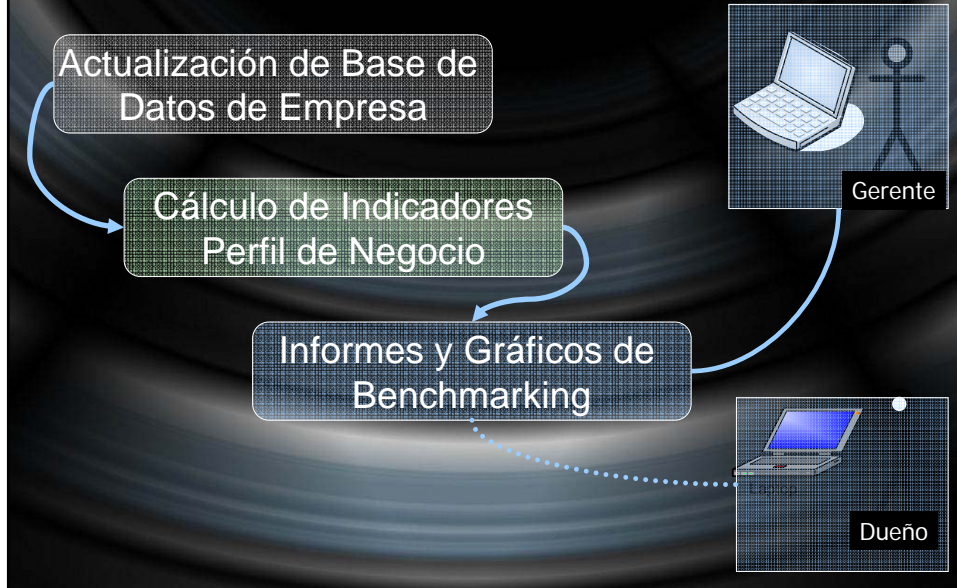 Actualización de Base de
Datos de Empresa
Cálculo de Indicadores
Perfil de Negocio
Gerente
Informes y Gráficos de
Benchmarking
Dueño